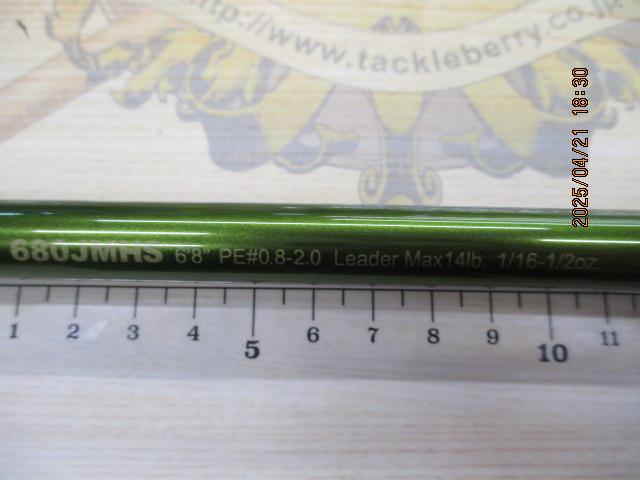 http://www.tackleberry.co.jp
2025/04/21 18:30
680JMHS 6'8" PE#0.8-2.0 Leader Max14lb. 1/16-1/2oz.
1 2 3 4 5 6 7 8 9 10 11